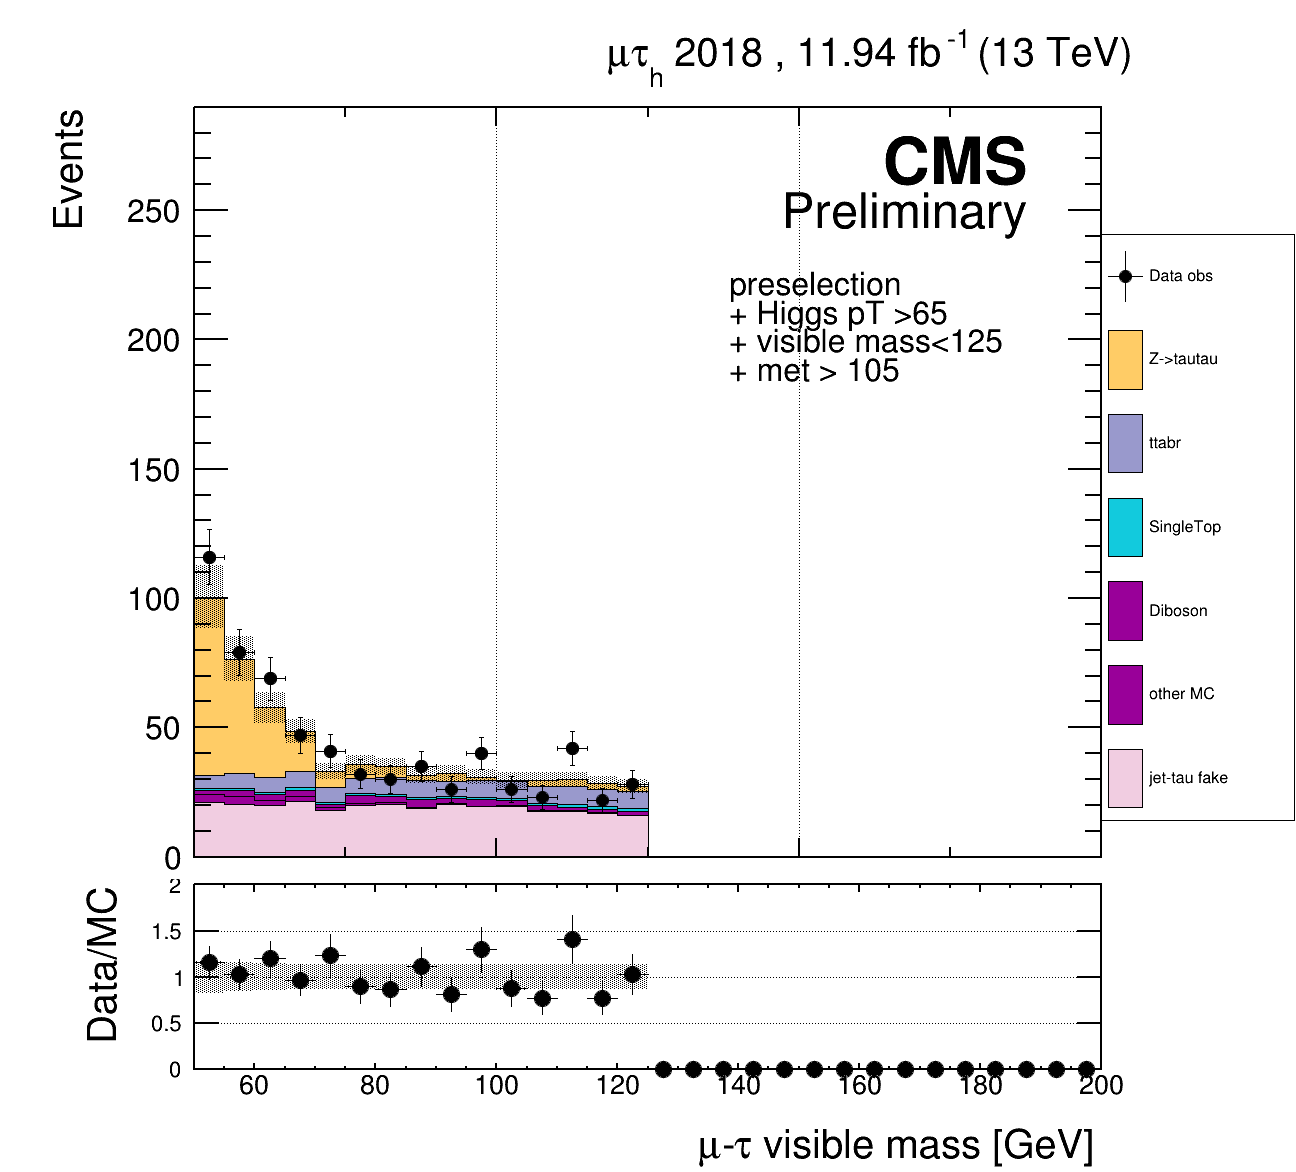 μτh 2018 , 11.94 fb-1 (13 TeV)
Events
CMS
Preliminary
preselection
+ Higgs pT >65
+ visible mass<125
+ met > 105
250
200
150
100
50
0
Data obs
Z->tautau
ttabr
SingleTop
Diboson
other MC
jet-tau fake
Data/MC
2
1.5
1
0.5
0
60 80 100 120 140 160 180 200
μ-τ visible mass [GeV]